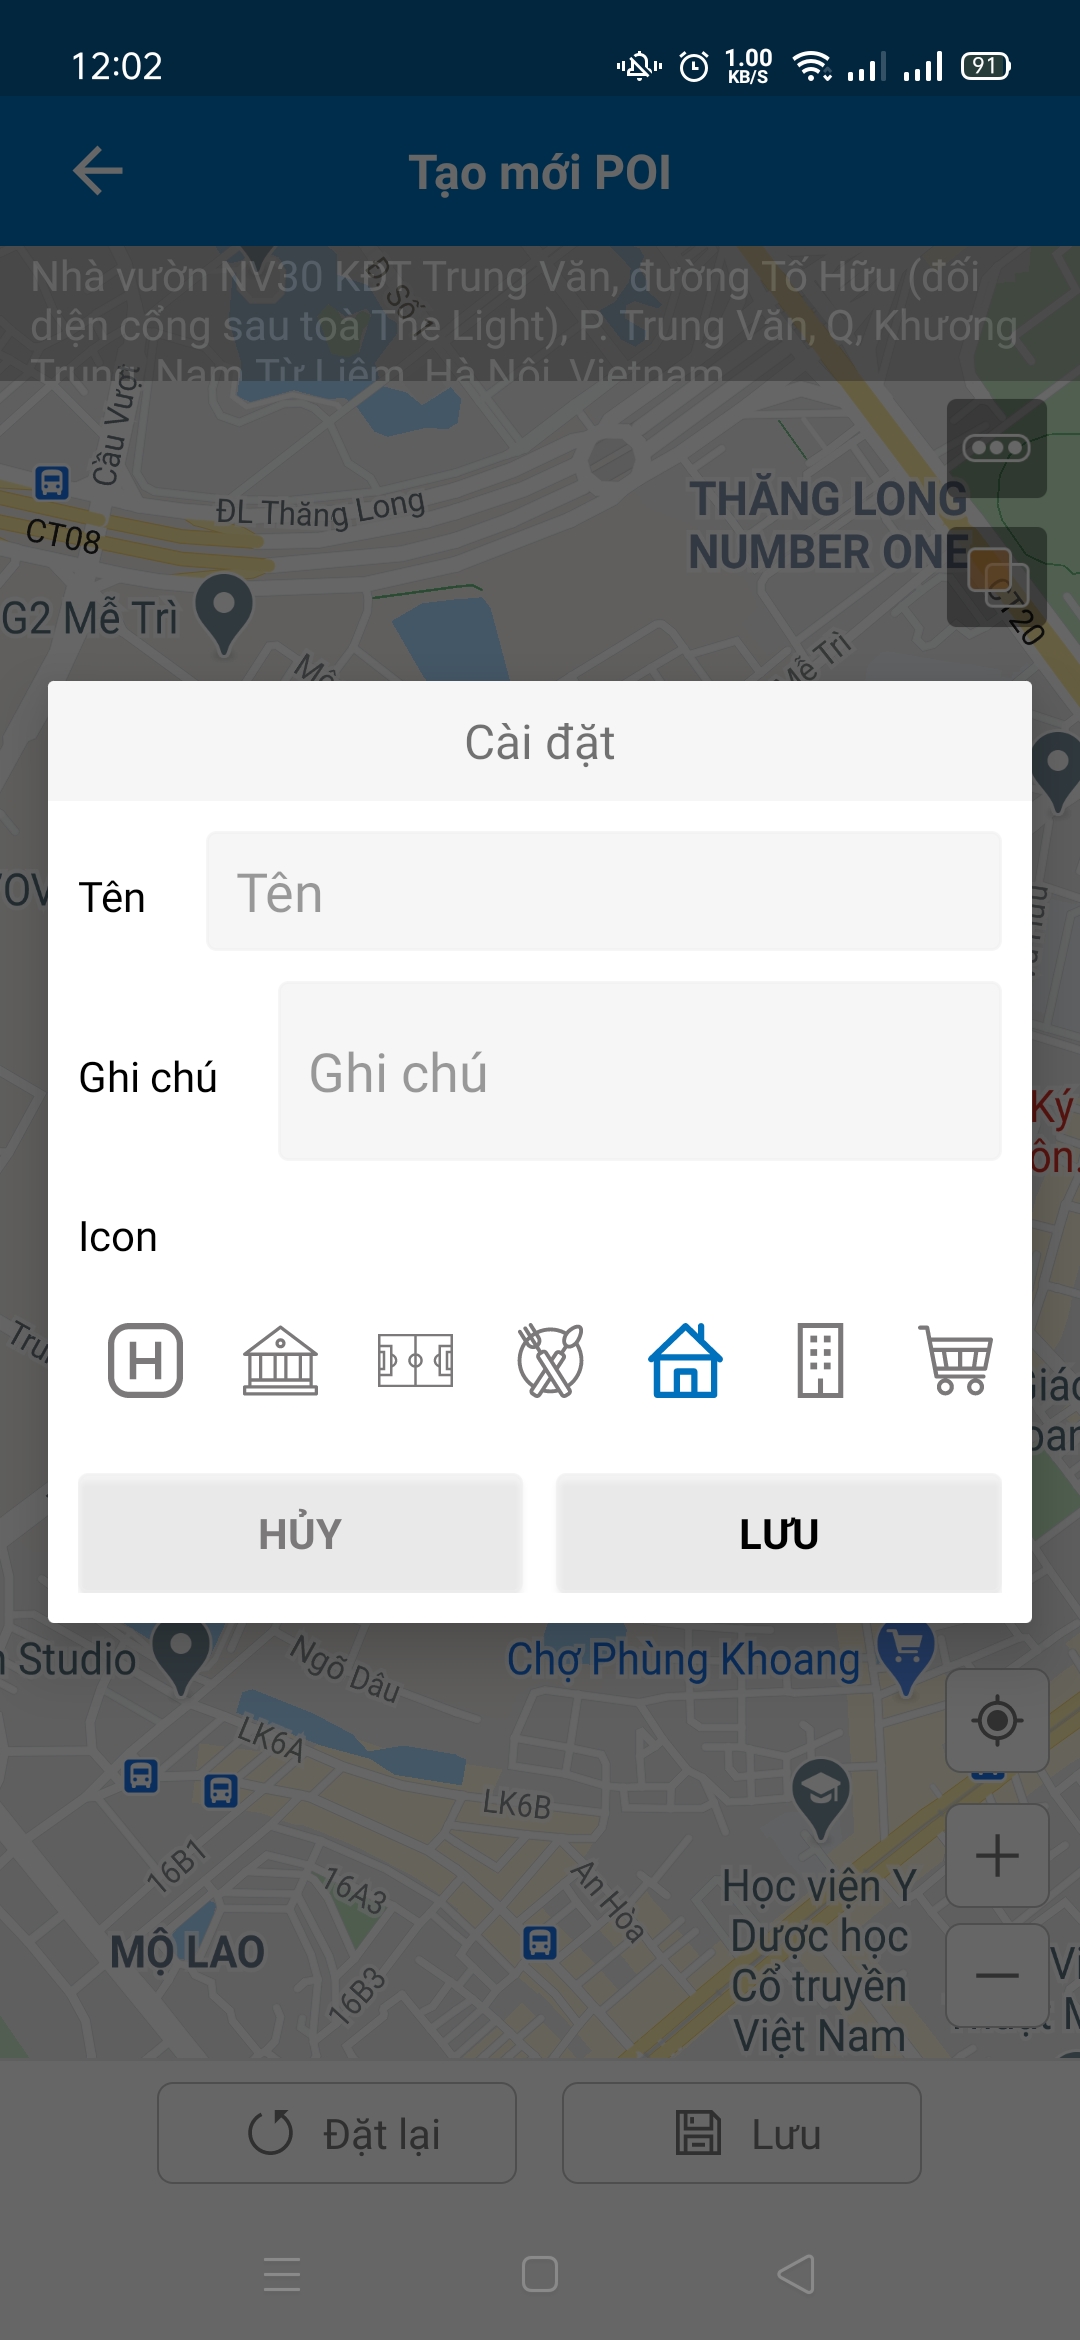 12:02
1.00
KB/S
91
Tạo mới POI
Nhà vườn NV30 KĐT Trung Văn, đường Tố Hữu (đối
diện cổng sau toà The Light), P. Trung Văn, Q, Khương
Trung, Nam Từ Liêm, Hà Nội, Vietnam
Đ. Số 1
Cầu Vượt
ĐL Thăng Long
CT08
THĂNG LONG
NUMBER ONE
CT20
G2 Mễ Trì
Mễ Trì
Cài đặt
Tên
Tên
Ghi chú
Ghi chú
Ký
Icon
H
HỦY
LƯU
Studio
Ngõ Dâu
Chợ Phùng Khoang
LK6A
LK6B
16B1
16A3
An Hòa
Học viện Y
Dược học
Cổ truyền
Việt Nam
MỘ LAO
16B3
Đặt lại
Lưu